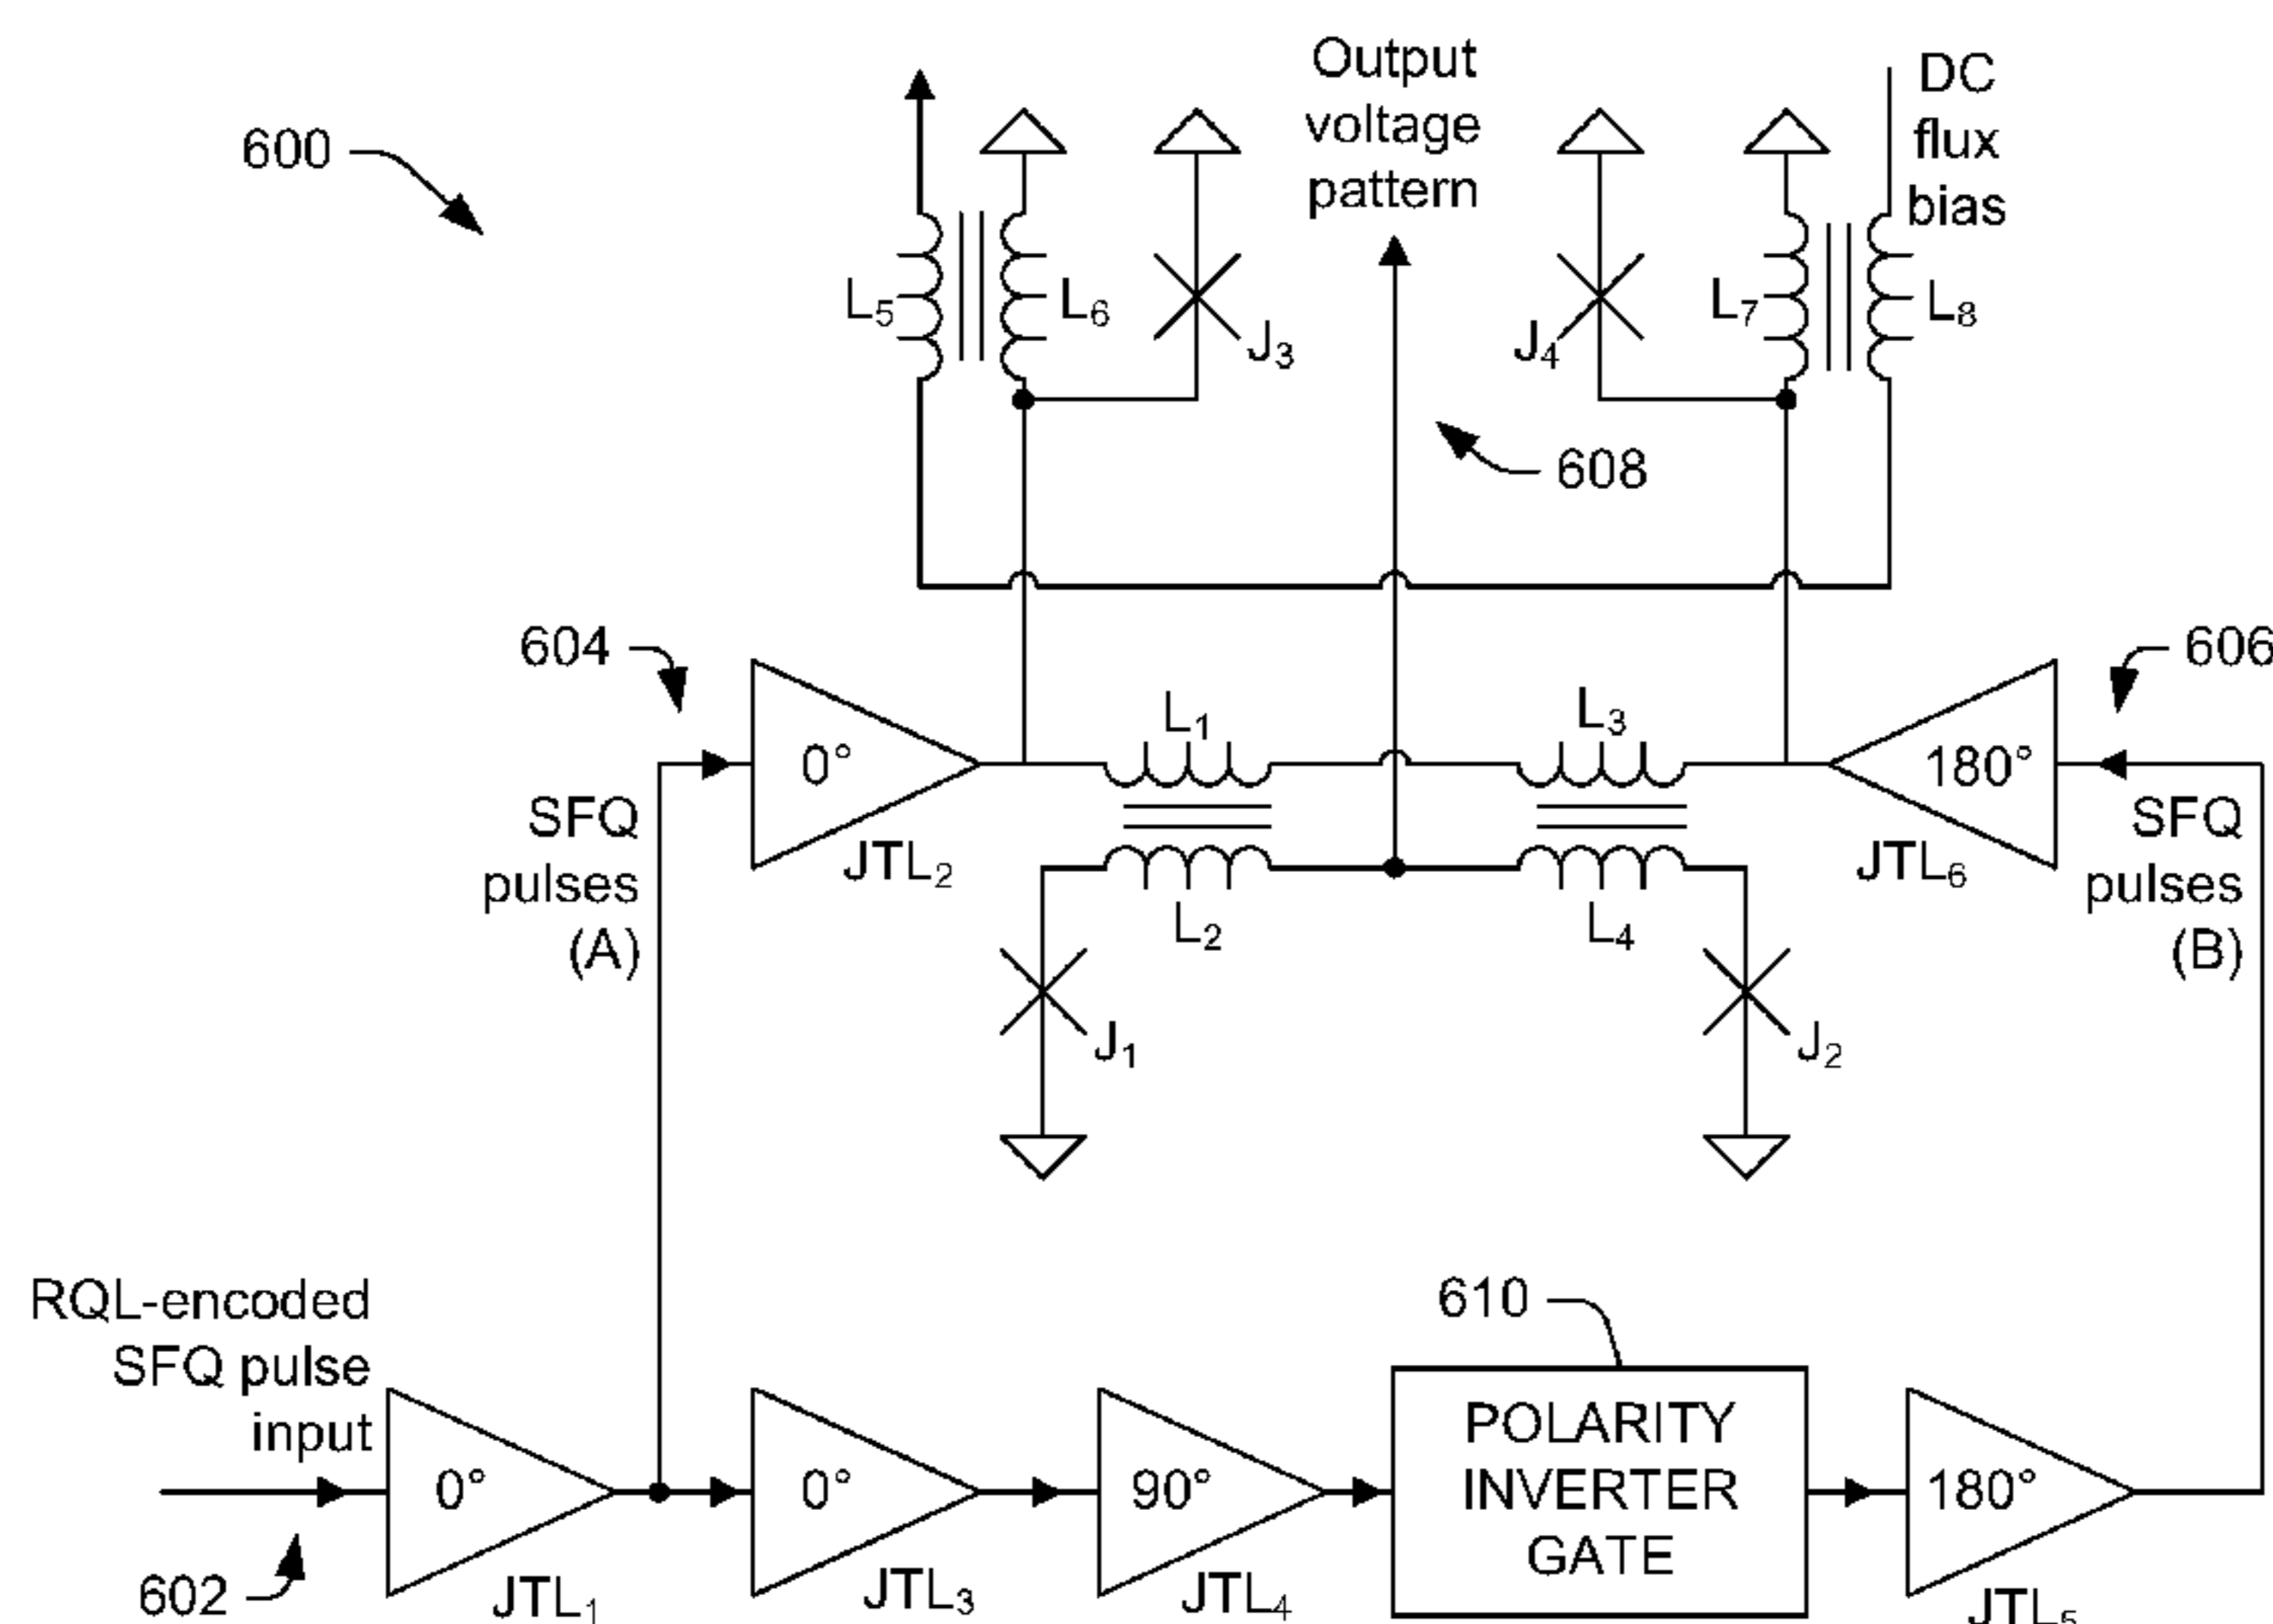 600
Output
voltage
pattern
DC
flux
bias
L5
L6
J3
J4
L7
L8
608
604
606
0°
JTL2
L1
L3
180°
JTL6
SFQ
pulses
(A)
SFQ
pulses
(B)
L2
L4
J1
J2
RQL-encoded
SFQ pulse
input
602
0°
JTL1
0°
JTL3
90°
JTL4
610
POLARITY
INVERTER
GATE
180°
JTL5